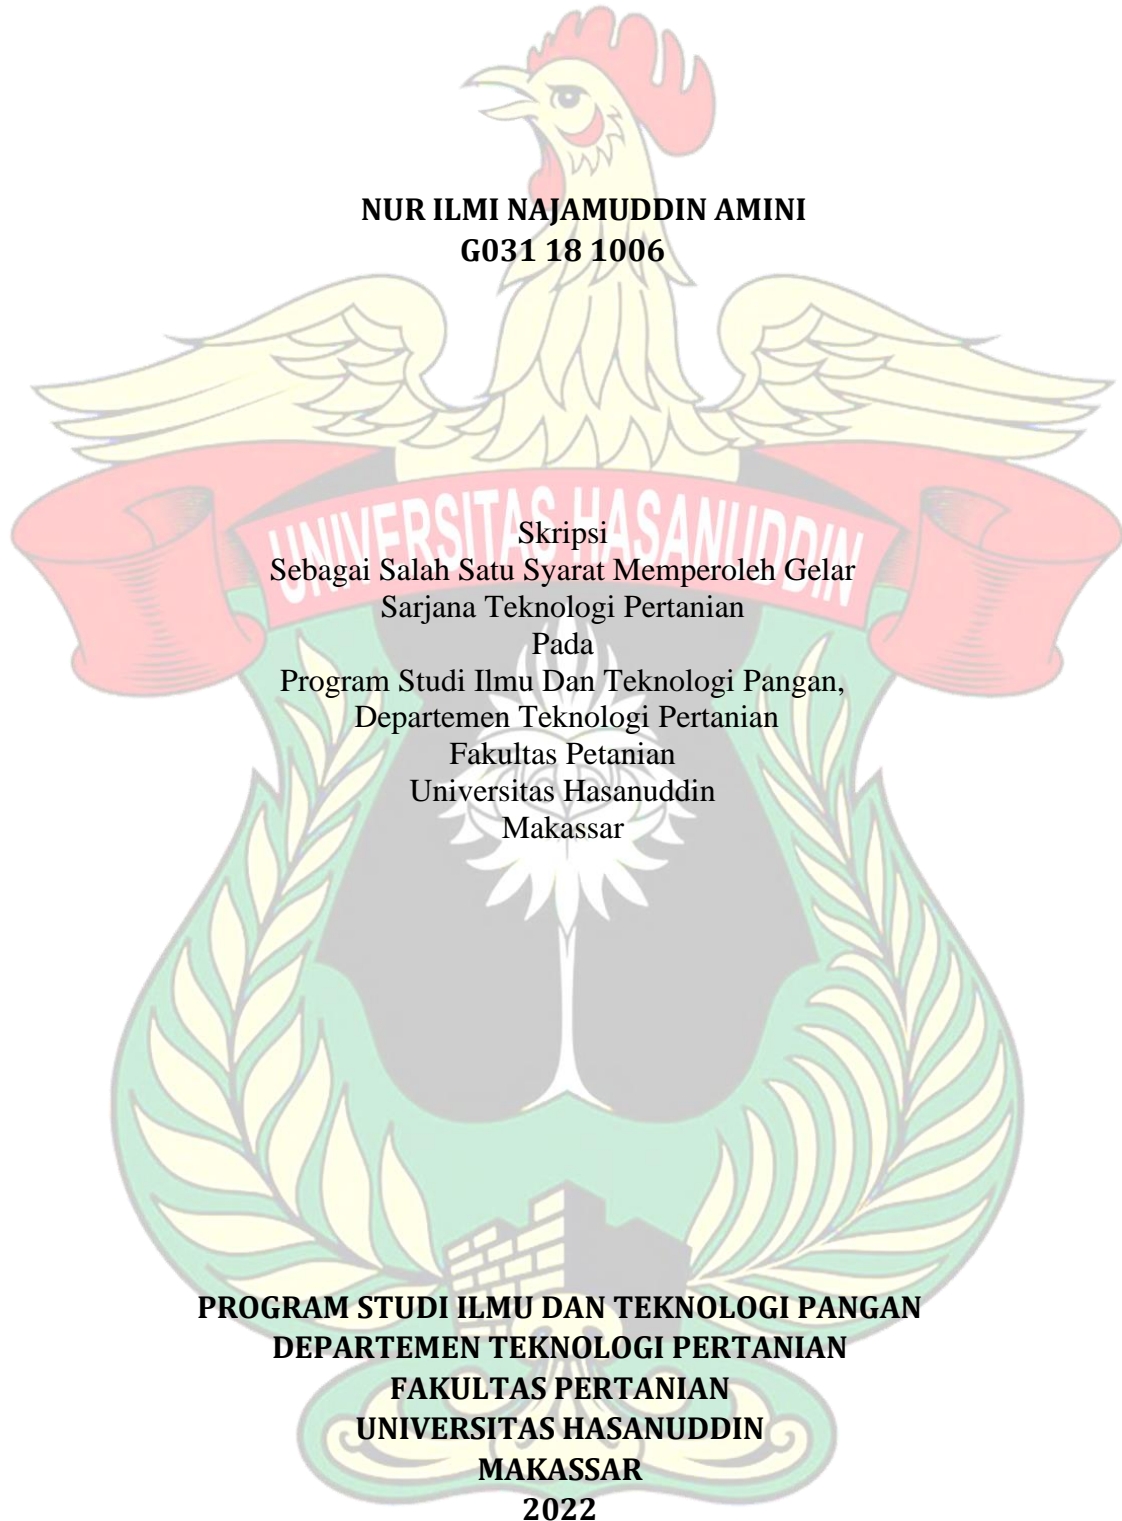 NUR ILMI NAJAMUDDIN AMINI
G031 18 1006
UNIVERSITAS HASANUDDIN
Skripsi
Sebagai Salah Satu Syarat Memperoleh Gelar
Sarjana Teknologi Pertanian
Pada
Program Studi Ilmu Dan Teknologi Pangan,
Departemen Teknologi Pertanian
Fakultas Petanian
Universitas Hasanuddin
Makassar
PROGRAM STUDI ILMU DAN TEKNOLOGI PANGAN
DEPARTEMEN TEKNOLOGI PERTANIAN
FAKULTAS PERTANIAN
UNIVERSITAS HASANUDDIN
MAKASSAR
2022